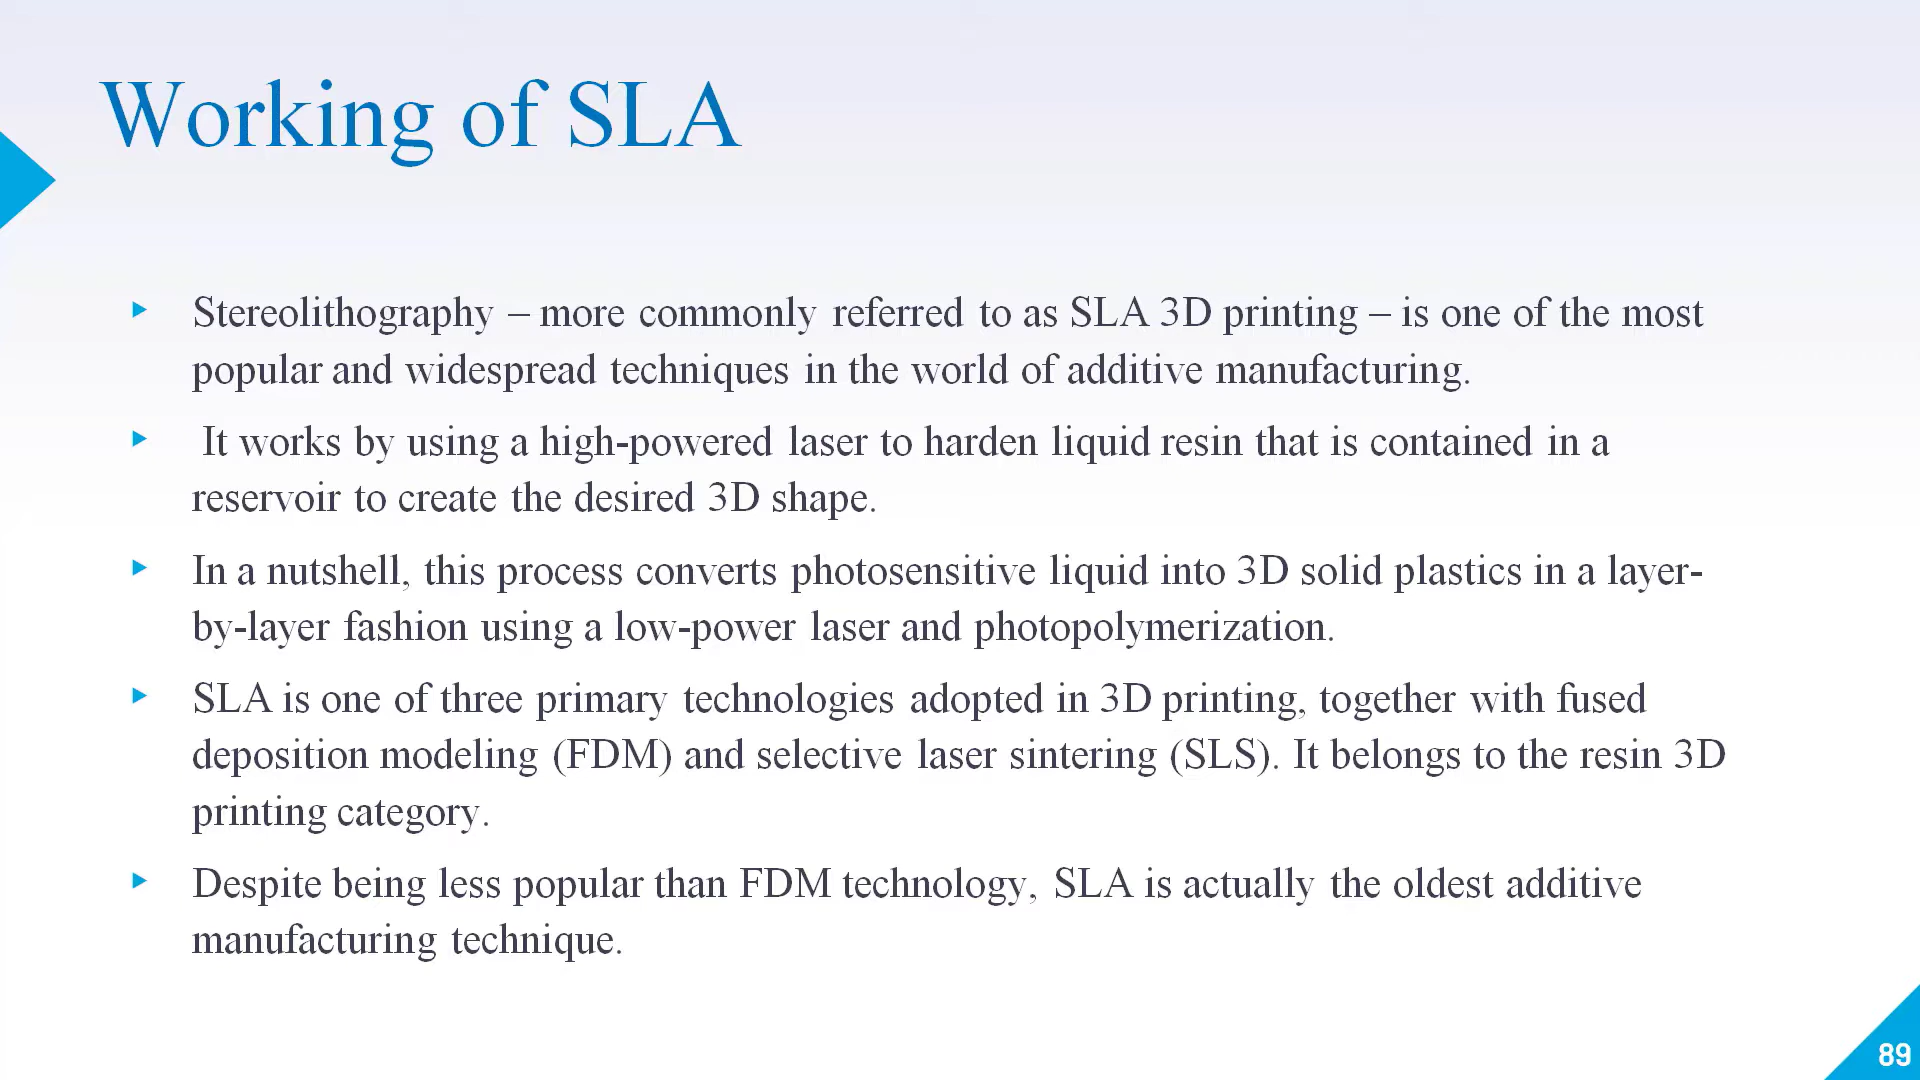 Working of SLA
Stereolithography – more commonly referred to as SLA 3D printing – is one of the most
popular and widespread techniques in the world of additive manufacturing.
It works by using a high-powered laser to harden liquid resin that is contained in a
reservoir to create the desired 3D shape.
In a nutshell, this process converts photosensitive liquid into 3D solid plastics in a layer-
by-layer fashion using a low-power laser and photopolymerization.
SLA is one of three primary technologies adopted in 3D printing, together with fused
deposition modeling (FDM) and selective laser sintering (SLS). It belongs to the resin 3D
printing category.
Despite being less popular than FDM technology, SLA is actually the oldest additive
manufacturing technique.
89